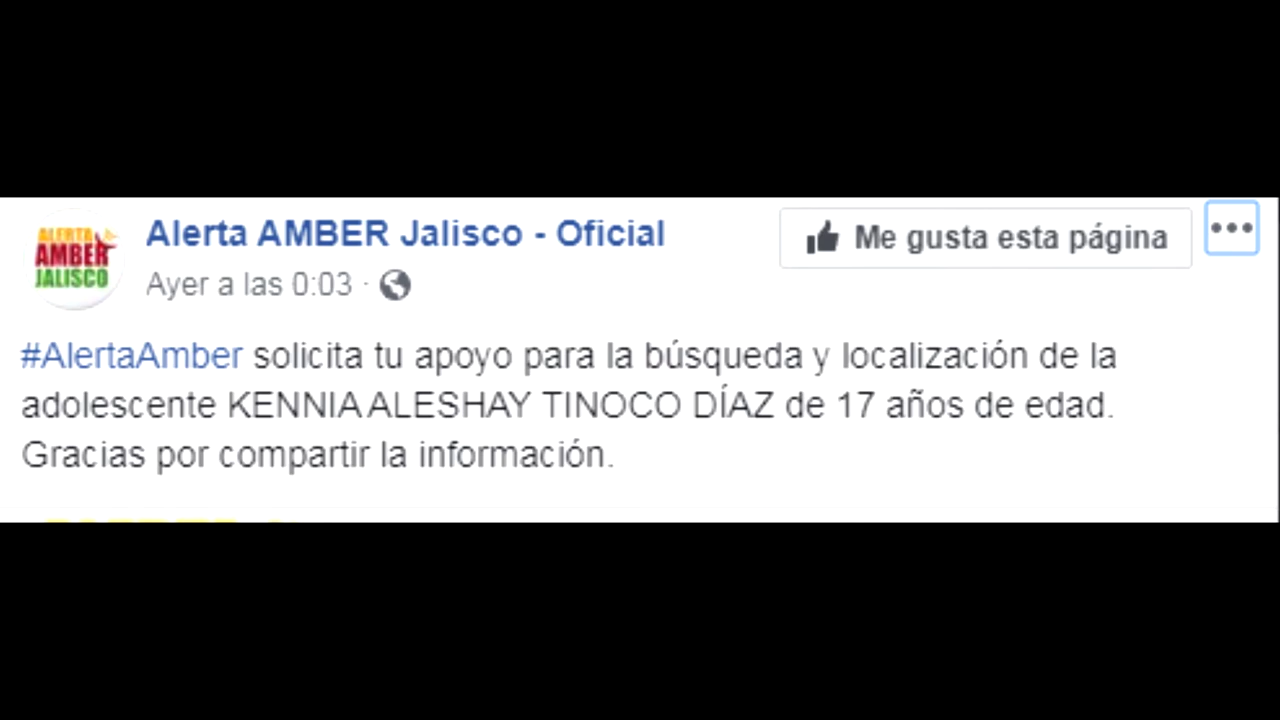 ALERTA
AMBER
JALISCO
Alerta AMBER Jalisco - Oficial
Me gusta esta página
Ayer a las 0:03 ·
#AlertaAmber solicita tu apoyo para la búsqueda y localización de la
adolescente KENNIA ALESHAY TINOCO DÍAZ de 17 años de edad.
Gracias por compartir la información.